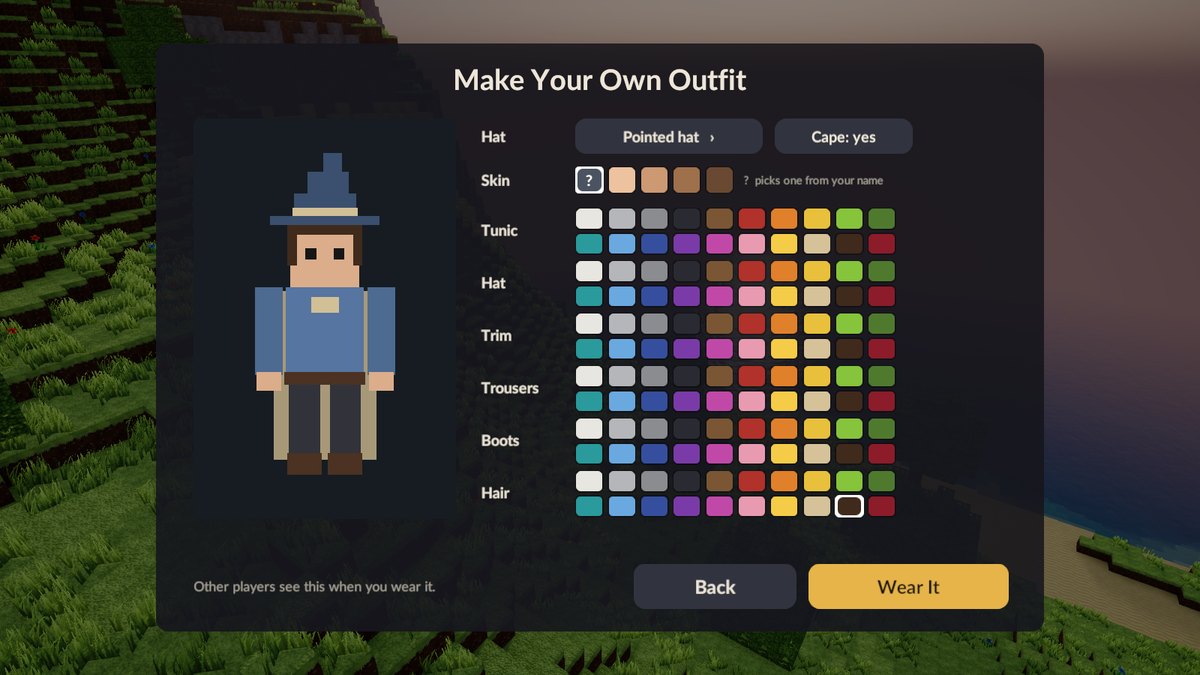 Make Your Own Outfit
Hat
Pointed hat ›
Cape: yes
Skin
?
? picks one from your name
Tunic
Hat
Trim
Trousers
Boots
Hair
Other players see this when you wear it.
Back
Wear It